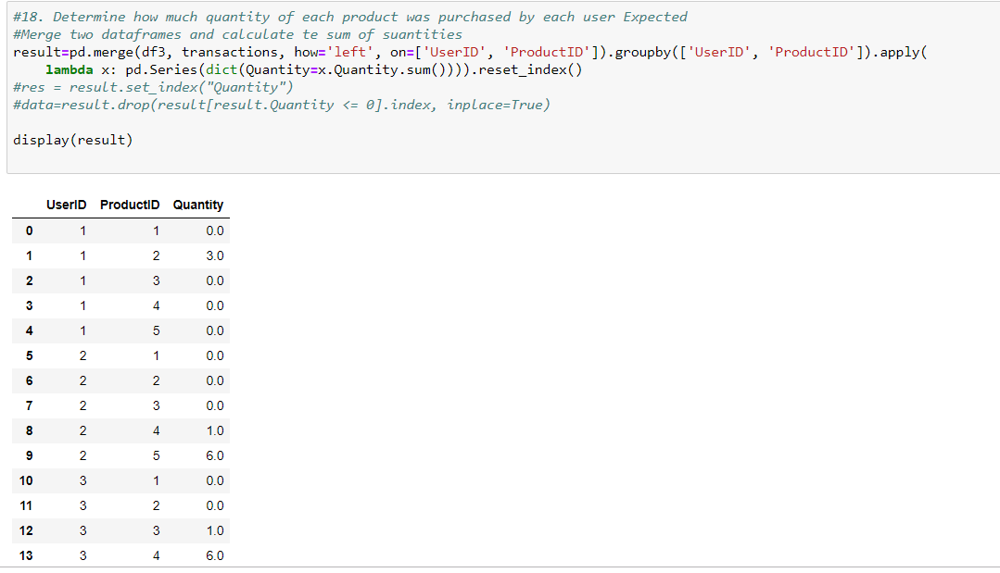 #18. Determine how much quantity of each product was purchased by each user Expected
#Merge two dataframes and calculate te sum of suantities
result=pd.merge(df3, transactions, how='left', on=['UserID', 'ProductID']).groupby(['UserID', 'ProductID']).apply(
    lambda x: pd.Series(dict(Quantity=x.Quantity.sum()))).reset_index()
#res = result.set_index("Quantity")
#data=result.drop(result[result.Quantity <= 0].index, inplace=True)
display(result)
UserID ProductID Quantity
0 1 1 0.0
1 1 2 3.0
2 1 3 0.0
3 1 4 0.0
4 1 5 0.0
5 2 1 0.0
6 2 2 0.0
7 2 3 0.0
8 2 4 1.0
9 2 5 6.0
10 3 1 0.0
11 3 2 0.0
12 3 3 1.0
13 3 4 6.0